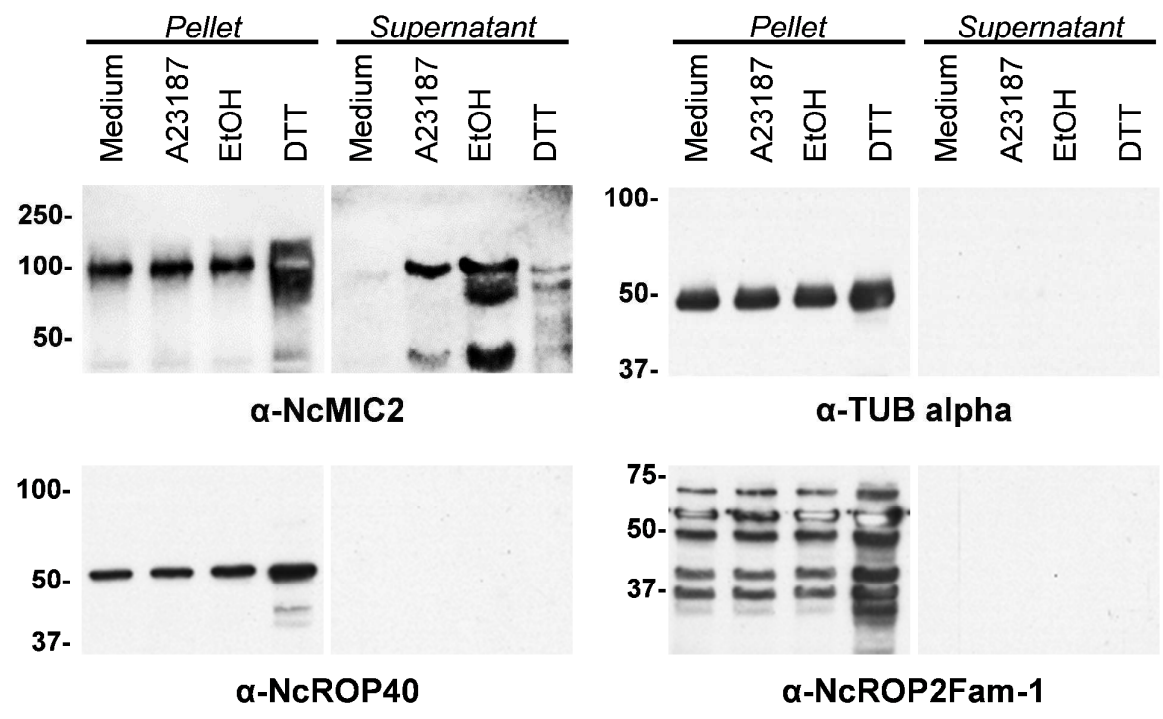 Pellet Supernatant Pellet Supernatant
Medium A23187 EtOH DTT Medium A23187 EtOH DTT Medium A23187 EtOH DTT Medium A23187 EtOH DTT
250-
100-
50-
α-NcMIC2
100-
50-
37-
α-TUB alpha
100-
50-
37-
α-NcROP40
75-
50-
37-
α-NcROP2Fam-1